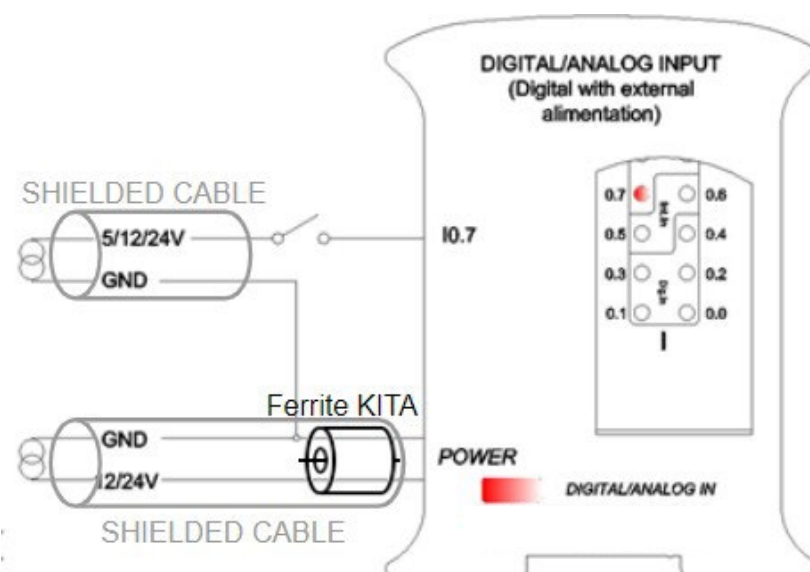 DIGITAL/ANALOG INPUT
(Digital with external
alimentation)
SHIELDED CABLE
5/12/24V
GND
I0.7
0.7
0.6
0.5
0.4
0.3
0.2
0.1
0.0
I
Ferrite KITA
GND
12/24V
SHIELDED CABLE
POWER
DIGITAL/ANALOG IN